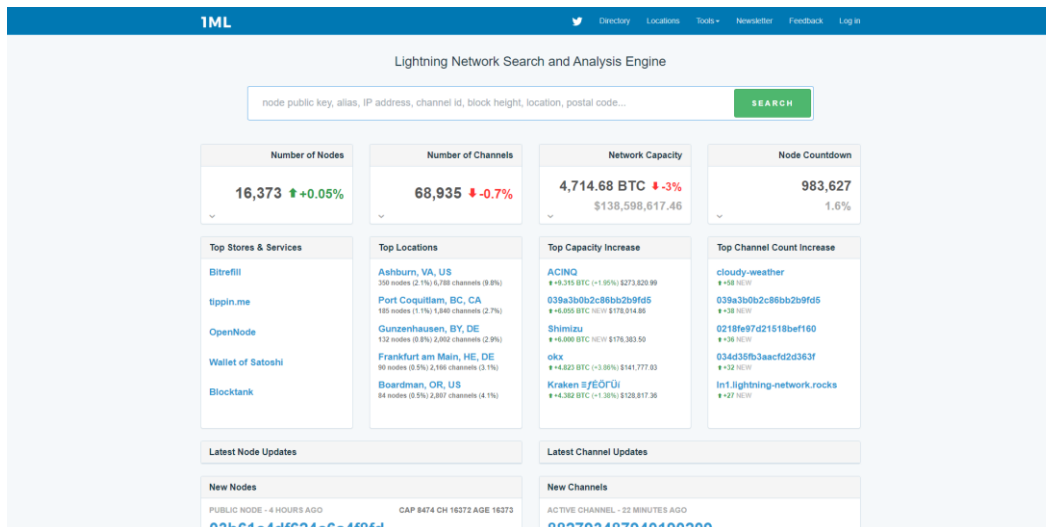 1ML
Directory Locations Tools Newsletter Feedback Log in
Lightning Network Search and Analysis Engine
node public key, alias, IP address, channel id, block height, location, postal code...
SEARCH
Number of Nodes
16,373 +0.05%
Number of Channels
68,935 -0.7%
Network Capacity
4,714.68 BTC -3%
$138,598,617.46
Node Countdown
983,627
1.6%
Top Stores & Services
Bitrefill
tippin.me
OpenNode
Wallet of Satoshi
Blocktank
Top Locations
Ashburn, VA, US
350 nodes (2.1%) 6,788 channels (9.8%)
Port Coquitlam, BC, CA
185 nodes (1.1%) 1,840 channels (2.7%)
Gunzenhausen, BY, DE
132 nodes (0.8%) 2,002 channels (2.9%)
Frankfurt am Main, HE, DE
90 nodes (0.5%) 2,166 channels (3.1%)
Boardman, OR, US
84 nodes (0.5%) 2,807 channels (4.1%)
Top Capacity Increase
ACINQ
+9.315 BTC (+1.95%) $273,820.99
039a3b0b2c86bb2b9fd5
+6.055 BTC NEW $178,014.86
Shimizu
+6.000 BTC NEW $176,383.50
okx
+4.823 BTC (+3.86%) $141,777.03
Kraken
+4.382 BTC (+1.38%) $128,817.36
Top Channel Count Increase
cloudy-weather
+58 NEW
039a3b0b2c86bb2b9fd5
+38 NEW
0218fe97d21518bef160
+36 NEW
034d35fb3aacfd2d363f
+32 NEW
ln1.lightning-network.rocks
+27 NEW
Latest Node Updates
Latest Channel Updates
New Nodes
PUBLIC NODE - 4 HOURS AGO CAP 8474 CH 16372 AGE 16373
New Channels
ACTIVE CHANNEL - 22 MINUTES AGO